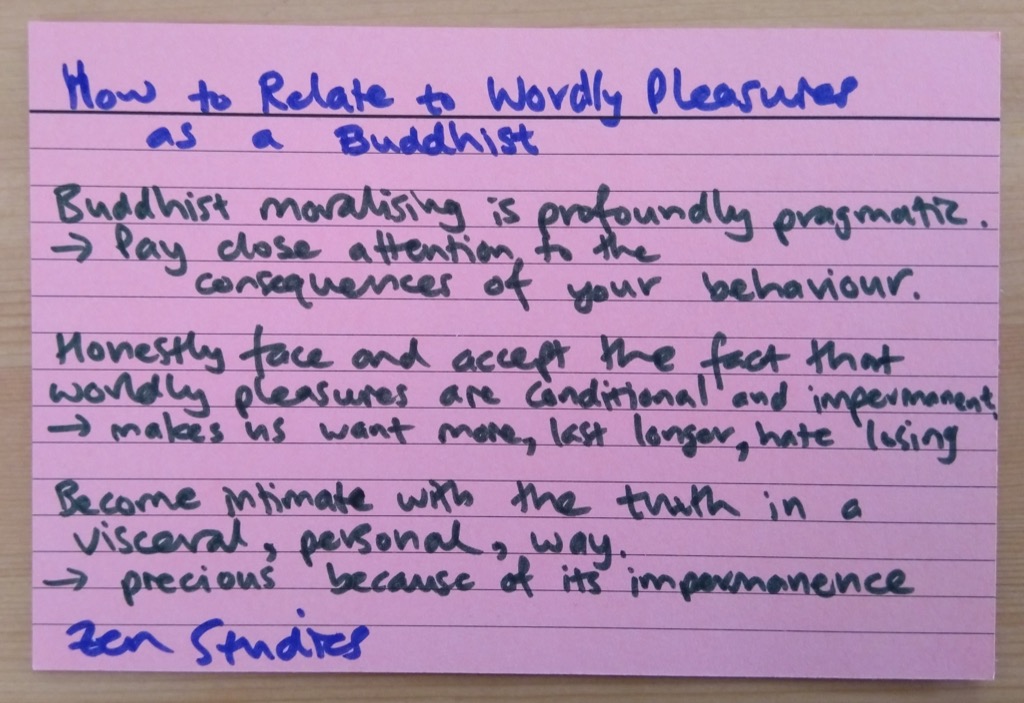 How to Relate to Wordly Pleasures
as a Buddhist
Buddhist moralising is profoundly pragmatic.
→ Pay close attention to the
consequences of your behaviour.
Honestly face and accept the fact that
worldly pleasures are conditional and impermanent.
→ makes us want more, last longer, hate losing
Become intimate with the truth in a
visceral, personal, way.
→ precious because of its impermanence
Zen Studies